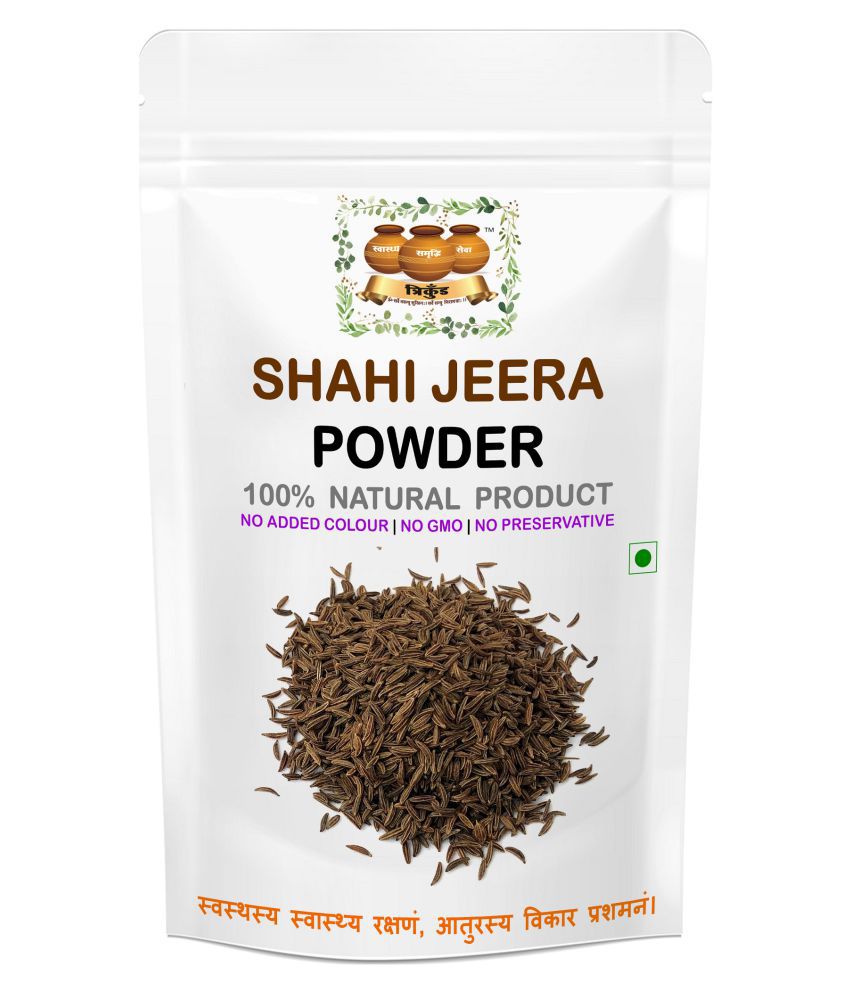 स्वास्थ्य समृद्धि सेवा TM
त्रिकुँड
SHAHI JEERA
POWDER
100% NATURAL PRODUCT
NO ADDED COLOUR | NO GMO | NO PRESERVATIVE
स्वस्थस्य स्वास्थ्य रक्षणं, आतुरस्य विकार प्रशमनं।